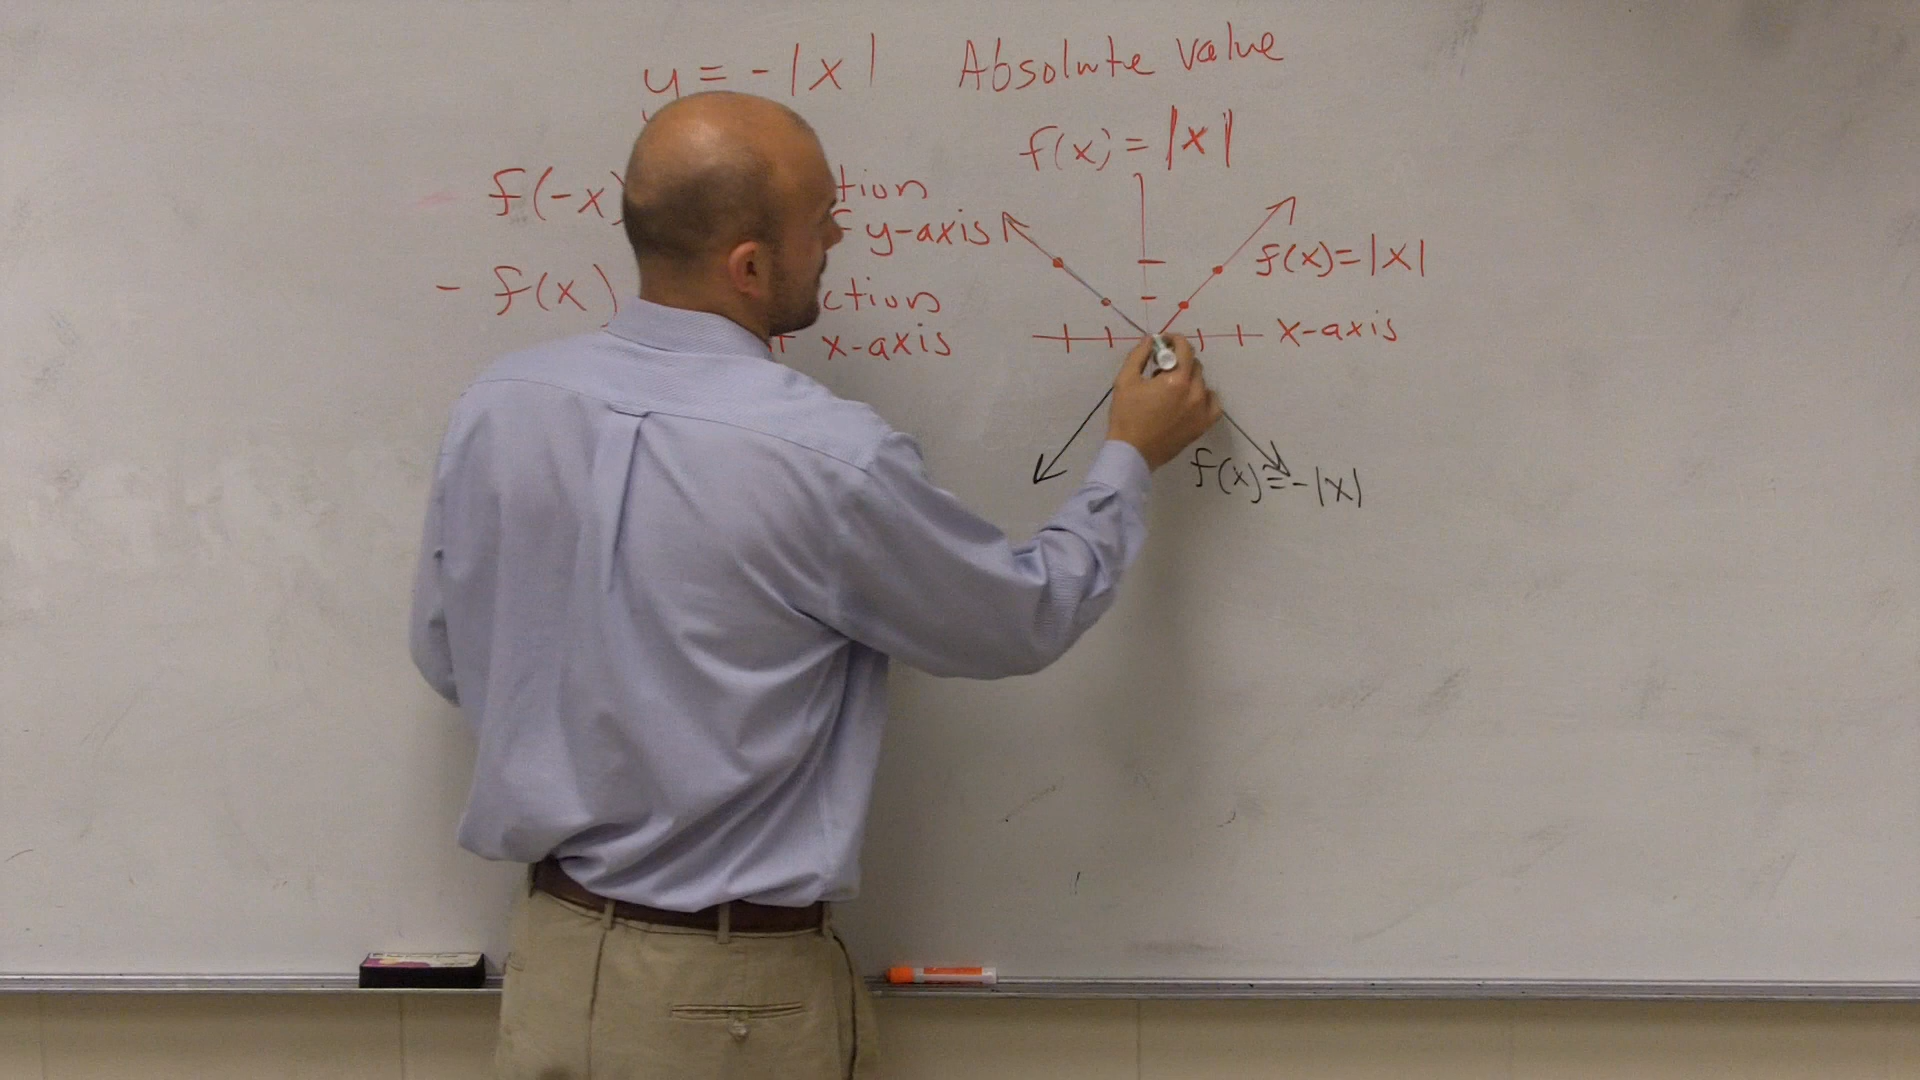 y = -|x| Absolute value
f(x) = |x|
f(-x) tion
y-axis
f(x)=|x|
- f(x) ction
x-axis
x-axis
f(x)=-|x|